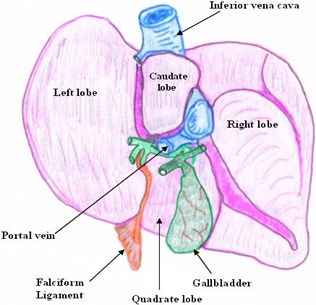 Inferior vena cava
Caudate
lobe
Left lobe
Right lobe
Portal vein
Falciform
Ligament
Quadrate lobe
Gallbladder